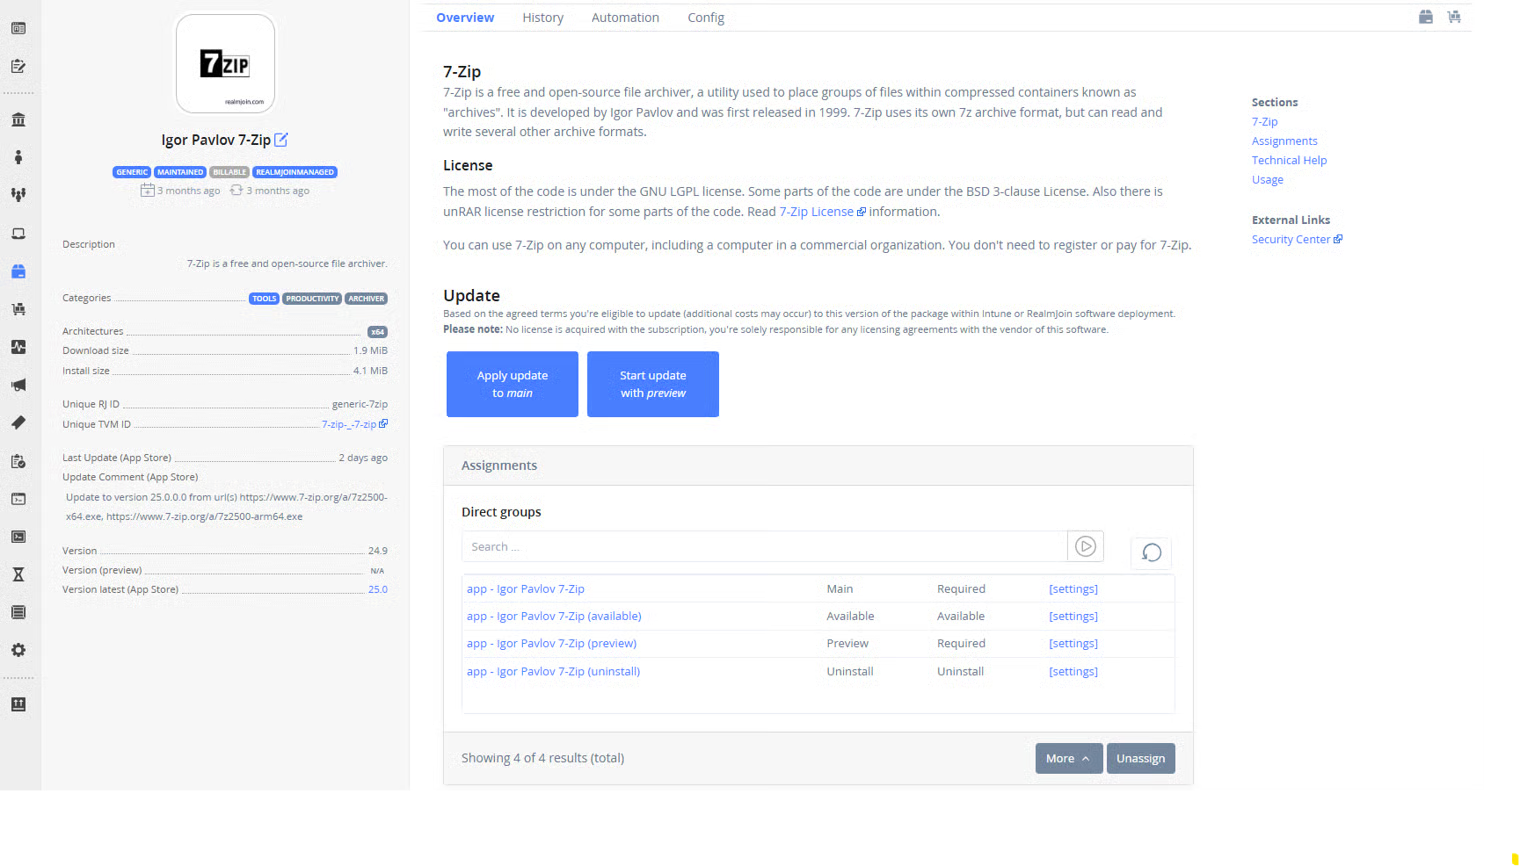 Overview History Automation Config
7 ZIP
realmjoin.com
Igor Pavlov 7-Zip
GENERIC MAINTAINED BILLABLE REALMJOINMANAGED
3 months ago 3 months ago
Description
7-Zip is a free and open-source file archiver.
Categories TOOLS PRODUCTIVITY ARCHIVER
Architectures x64
Download size 1.9 MiB
Install size 4.1 MiB
Unique RJ ID generic-7zip
Unique TVM ID 7-zip-_-7-zip
Last Update (App Store) 2 days ago
Update Comment (App Store)
Update to version 25.0.0.0 from url(s) https://www.7-zip.org/a/7z2500-
x64.exe, https://www.7-zip.org/a/7z2500-arm64.exe
Version 24.9
Version (preview) N/A
Version latest (App Store) 25.0
7-Zip
7-Zip is a free and open-source file archiver, a utility used to place groups of files within compressed containers known as
"archives". It is developed by Igor Pavlov and was first released in 1999. 7-Zip uses its own 7z archive format, but can read and
write several other archive formats.
License
The most of the code is under the GNU LGPL license. Some parts of the code are under the BSD 3-clause License. Also there is
unRAR license restriction for some parts of the code. Read 7-Zip License information.
You can use 7-Zip on any computer, including a computer in a commercial organization. You don't need to register or pay for 7-Zip.
Update
Based on the agreed terms you're eligible to update (additional costs may occur) to this version of the package within Intune or RealmJoin software deployment.
Please note: No license is acquired with the subscription, you're solely responsible for any licensing agreements with the vendor of this software.
Apply update
to main
Start update
with preview
Assignments
Direct groups
Search ...
app - Igor Pavlov 7-Zip Main Required [settings]
app - Igor Pavlov 7-Zip (available) Available Available [settings]
app - Igor Pavlov 7-Zip (preview) Preview Required [settings]
app - Igor Pavlov 7-Zip (uninstall) Uninstall Uninstall [settings]
Showing 4 of 4 results (total) More Unassign
Sections
7-Zip
Assignments
Technical Help
Usage
External Links
Security Center